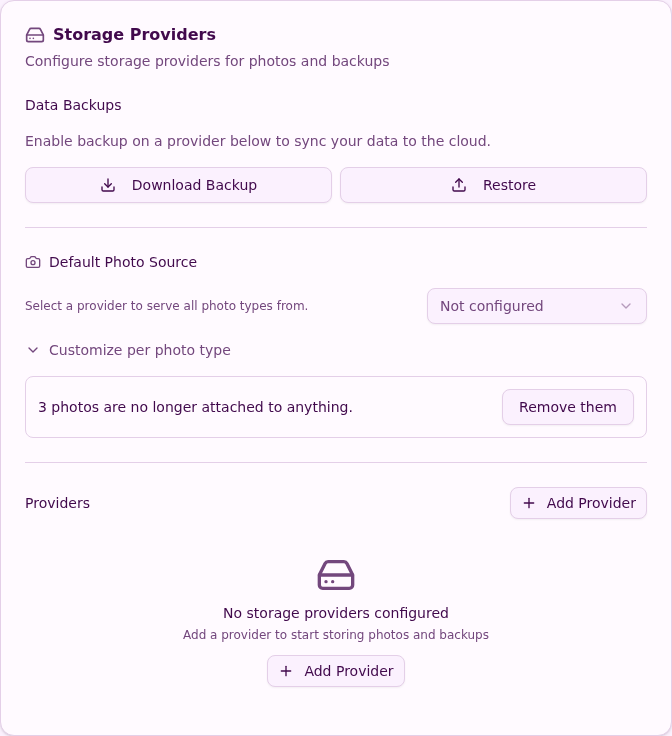 Storage Providers
Configure storage providers for photos and backups
Data Backups
Enable backup on a provider below to sync your data to the cloud.
Download Backup
Restore
Default Photo Source
Select a provider to serve all photo types from.
Not configured
Customize per photo type
3 photos are no longer attached to anything.
Remove them
Providers
Add Provider
No storage providers configured
Add a provider to start storing photos and backups
Add Provider